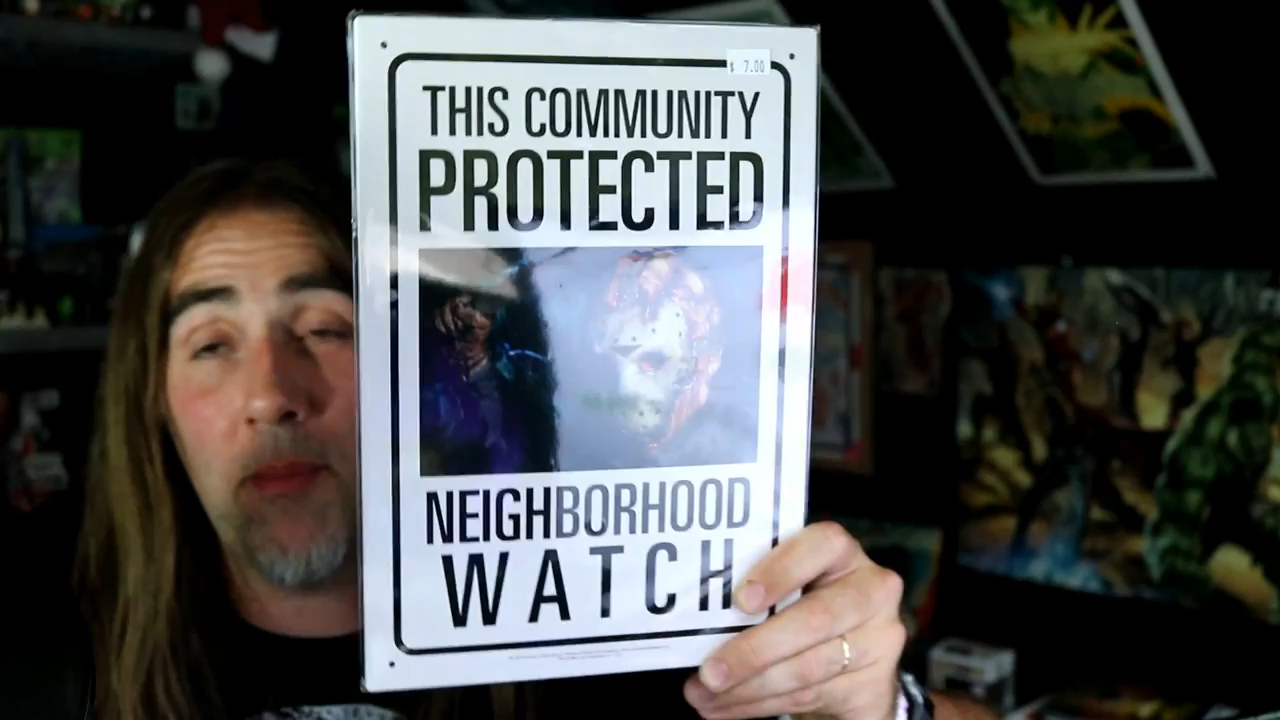 $ 7.00
THIS COMMUNITY
PROTECTED
NEIGHBORHOOD
WATCH